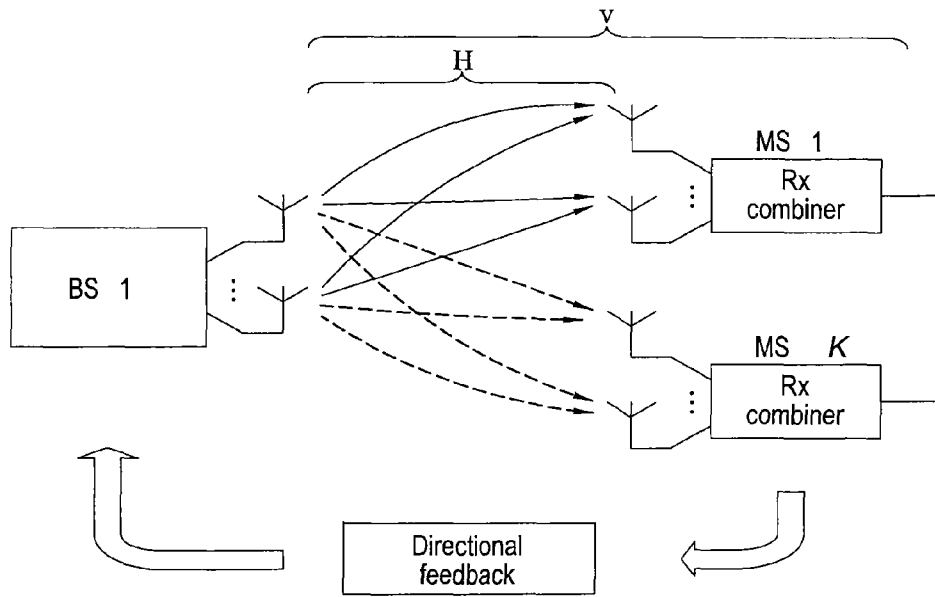 v
H
MS 1
Rx
combiner
BS 1
MS K
Rx
combiner
Directional
feedback